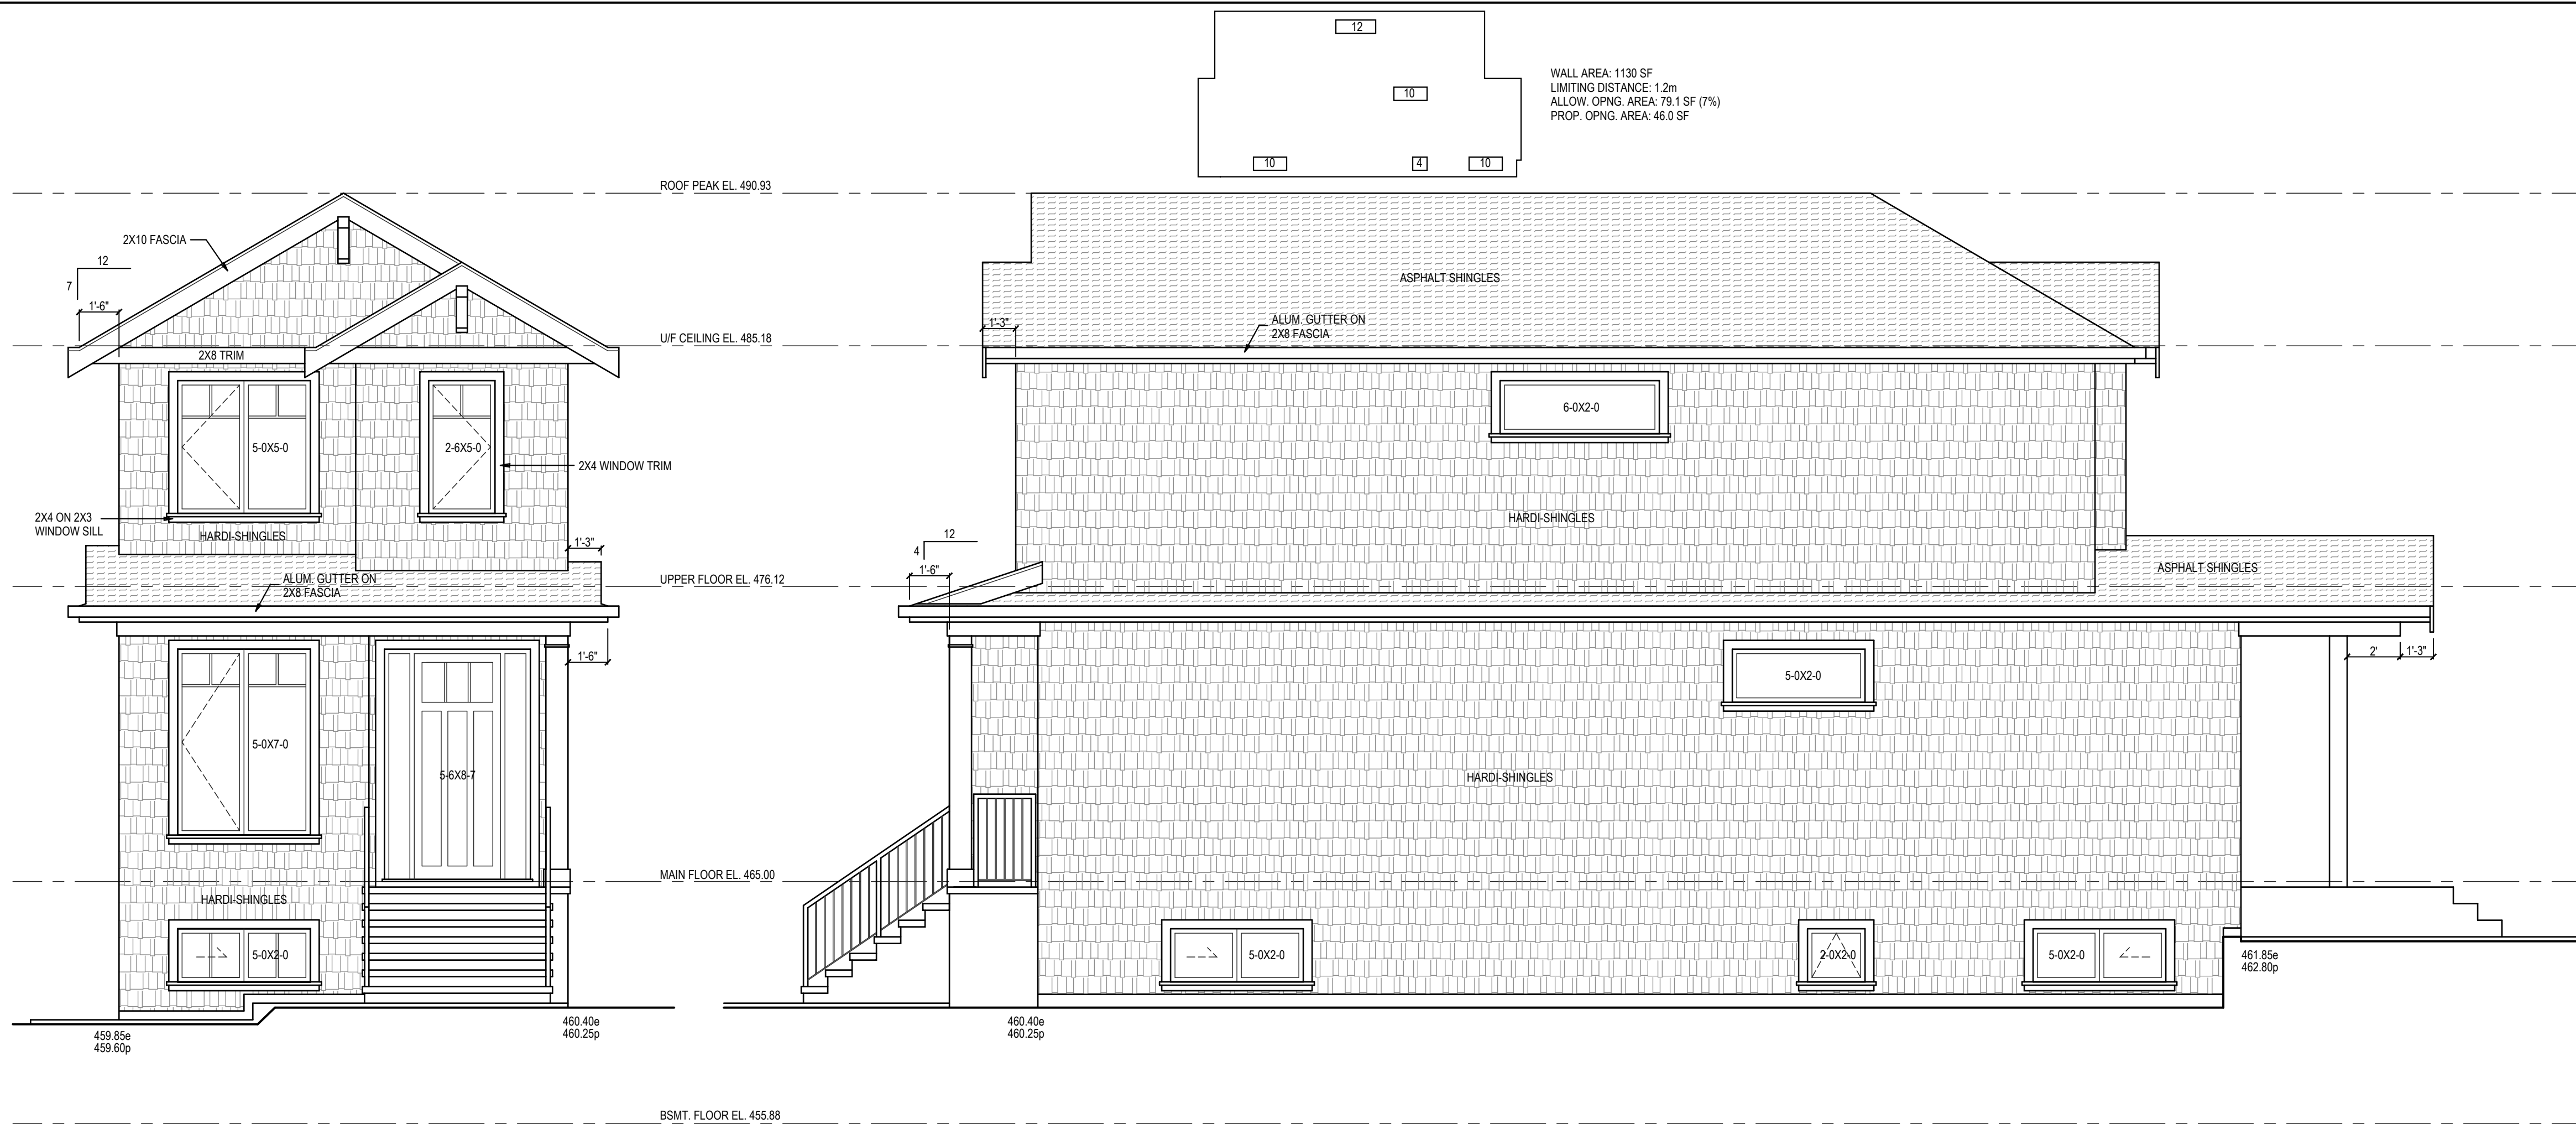 12
10
10
4
10
WALL AREA: 1130 SF
LIMITING DISTANCE: 1.2m
ALLOW. OPNG. AREA: 79.1 SF (7%)
PROP. OPNG. AREA: 46.0 SF
ROOF PEAK EL. 490.93
2X10 FASCIA
12
7
1'-6"
2X8 TRIM
U/F CEILING EL. 485.18
5-0X5-0
2-6X5-0
2X4 WINDOW TRIM
2X4 ON 2X3
WINDOW SILL
HARDI-SHINGLES
1'-3"
ALUM. GUTTER ON
2X8 FASCIA
UPPER FLOOR EL. 476.12
1'-6"
5-0X7-0
5-6X8-7
MAIN FLOOR EL. 465.00
HARDI-SHINGLES
5-0X2-0
459.85e
459.60p
460.40e
460.25p
BSMT. FLOOR EL. 455.88
ASPHALT SHINGLES
1'-3"
ALUM. GUTTER ON
2X8 FASCIA
6-0X2-0
HARDI-SHINGLES
12
4
1'-6"
ASPHALT SHINGLES
2'
1'-3"
5-0X2-0
HARDI-SHINGLES
5-0X2-0
2-0X2-0
5-0X2-0
461.85e
462.80p
460.40e
460.25p